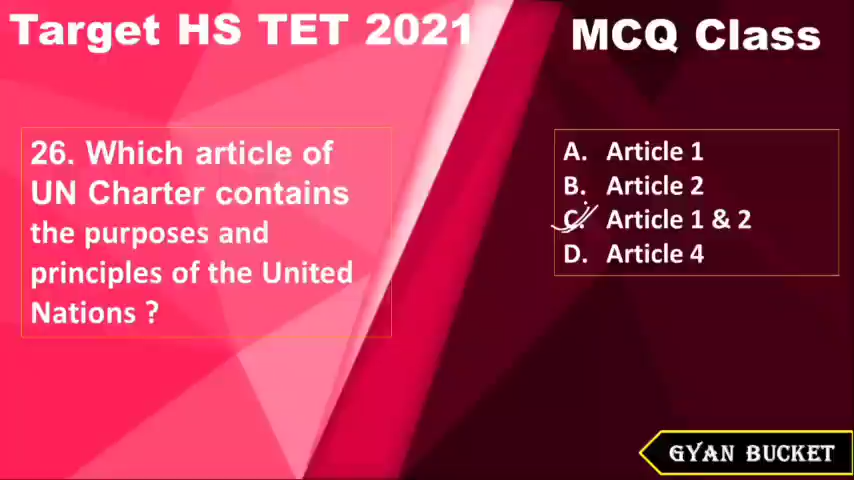 Target HS TET 2021
MCQ Class
26. Which article of
UN Charter contains
the purposes and
principles of the United
Nations ?
A. Article 1
B. Article 2
C. Article 1 & 2
D. Article 4
GYAN BUCKET